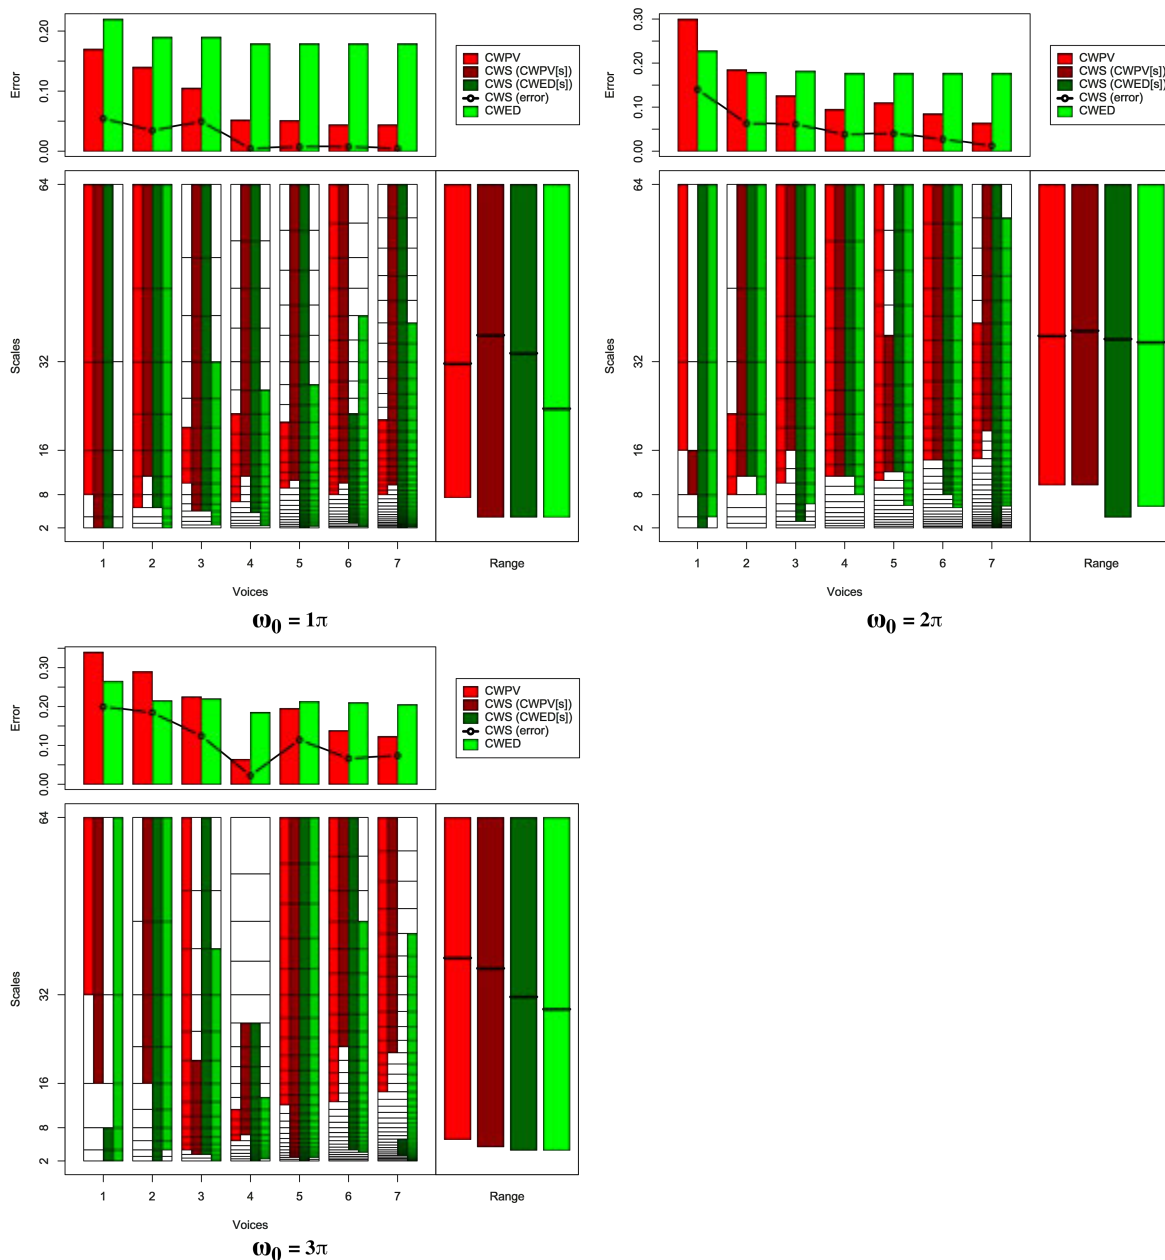 Error
0.00
0.10
0.20
CWPV
CWS (CWPV[s])
CWS (CWED[s])
CWS (error)
CWED
Scales
64
32
16
8
2
1 2 3 4 5 6 7
Range
Voices
ω0 = 1π
Error
0.00
0.10
0.20
0.30
CWPV
CWS (CWPV[s])
CWS (CWED[s])
CWS (error)
CWED
Scales
64
32
16
8
2
1 2 3 4 5 6 7
Range
Voices
ω0 = 2π
Error
0.00
0.10
0.20
0.30
CWPV
CWS (CWPV[s])
CWS (CWED[s])
CWS (error)
CWED
Scales
64
32
16
8
2
1 2 3 4 5 6 7
Range
Voices
ω0 = 3π